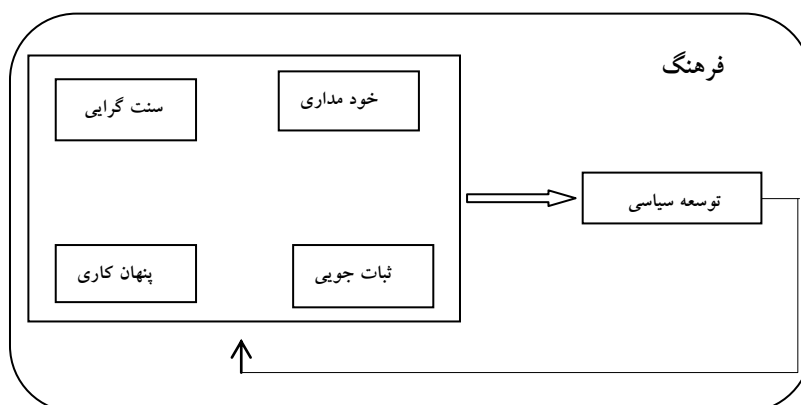 فرهنگ
خود مداری
سنت گرایی
توسعه سیاسی
ثبات جویی
پنهان کاری